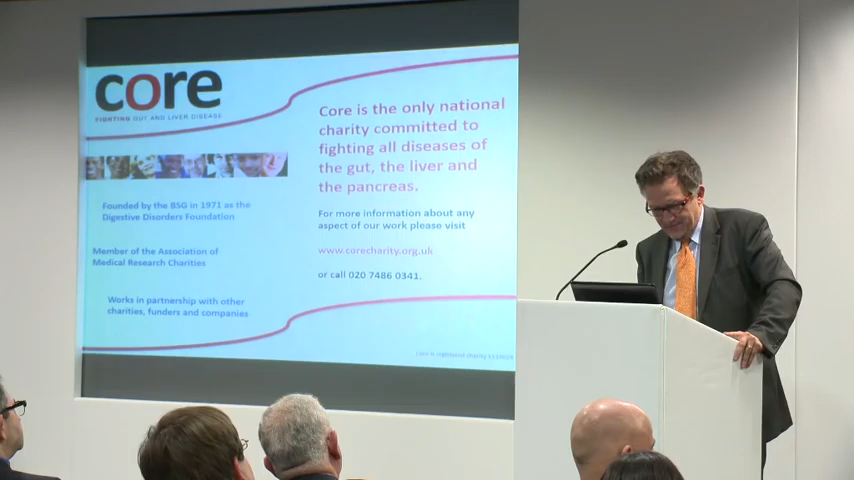 core
FIGHTING GUT AND LIVER DISEASE
Founded by the BSG in 1971 as the
Digestive Disorders Foundation
Member of the Association of
Medical Research Charities
Works in partnership with other
charities, funders and companies
Core is the only national
charity committed to
fighting all diseases of
the gut, the liver and
the pancreas.
For more information about any
aspect of our work please visit
www.corecharity.org.uk
or call 020 7486 0341.